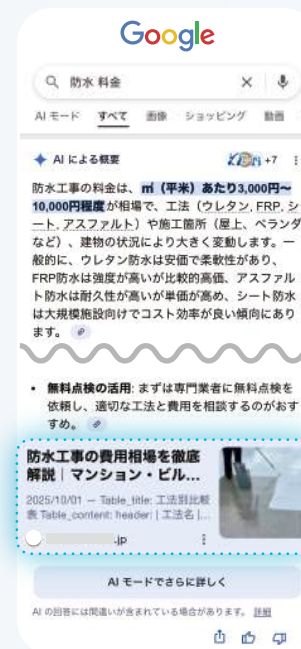 Google
防水 料金
AI モード すべて 画像 ショッピング 動画
AI による概要
+7
防水工事の料金は、㎡（平米）あたり3,000円〜
10,000円程度が相場で、工法（ウレタン, FRP, シ
ート, アスファルト）や施工箇所（屋上、ベランダ
など）、建物の状況により大きく変動します。一
般的に、ウレタン防水は安価で柔軟性があり、
FRP防水は強度が高いが比較的高価、アスファル
ト防水は耐久性が高いが単価が高め、シート防水
は大規模施設向けでコスト効率が良い傾向にあり
ます。
• 無料点検の活用: まずは専門業者に無料点検を
依頼し、適切な工法と費用を相談するのがおす
すめ。
防水工事の費用相場を徹底
解説｜マンション・ビル...
2025/10/01 — Table_title: 工法別比較
表 Table_content: header: | 工法名 |...
.jp
AI モードでさらに詳しく
AI の回答には間違いが含まれている場合があります。 詳細